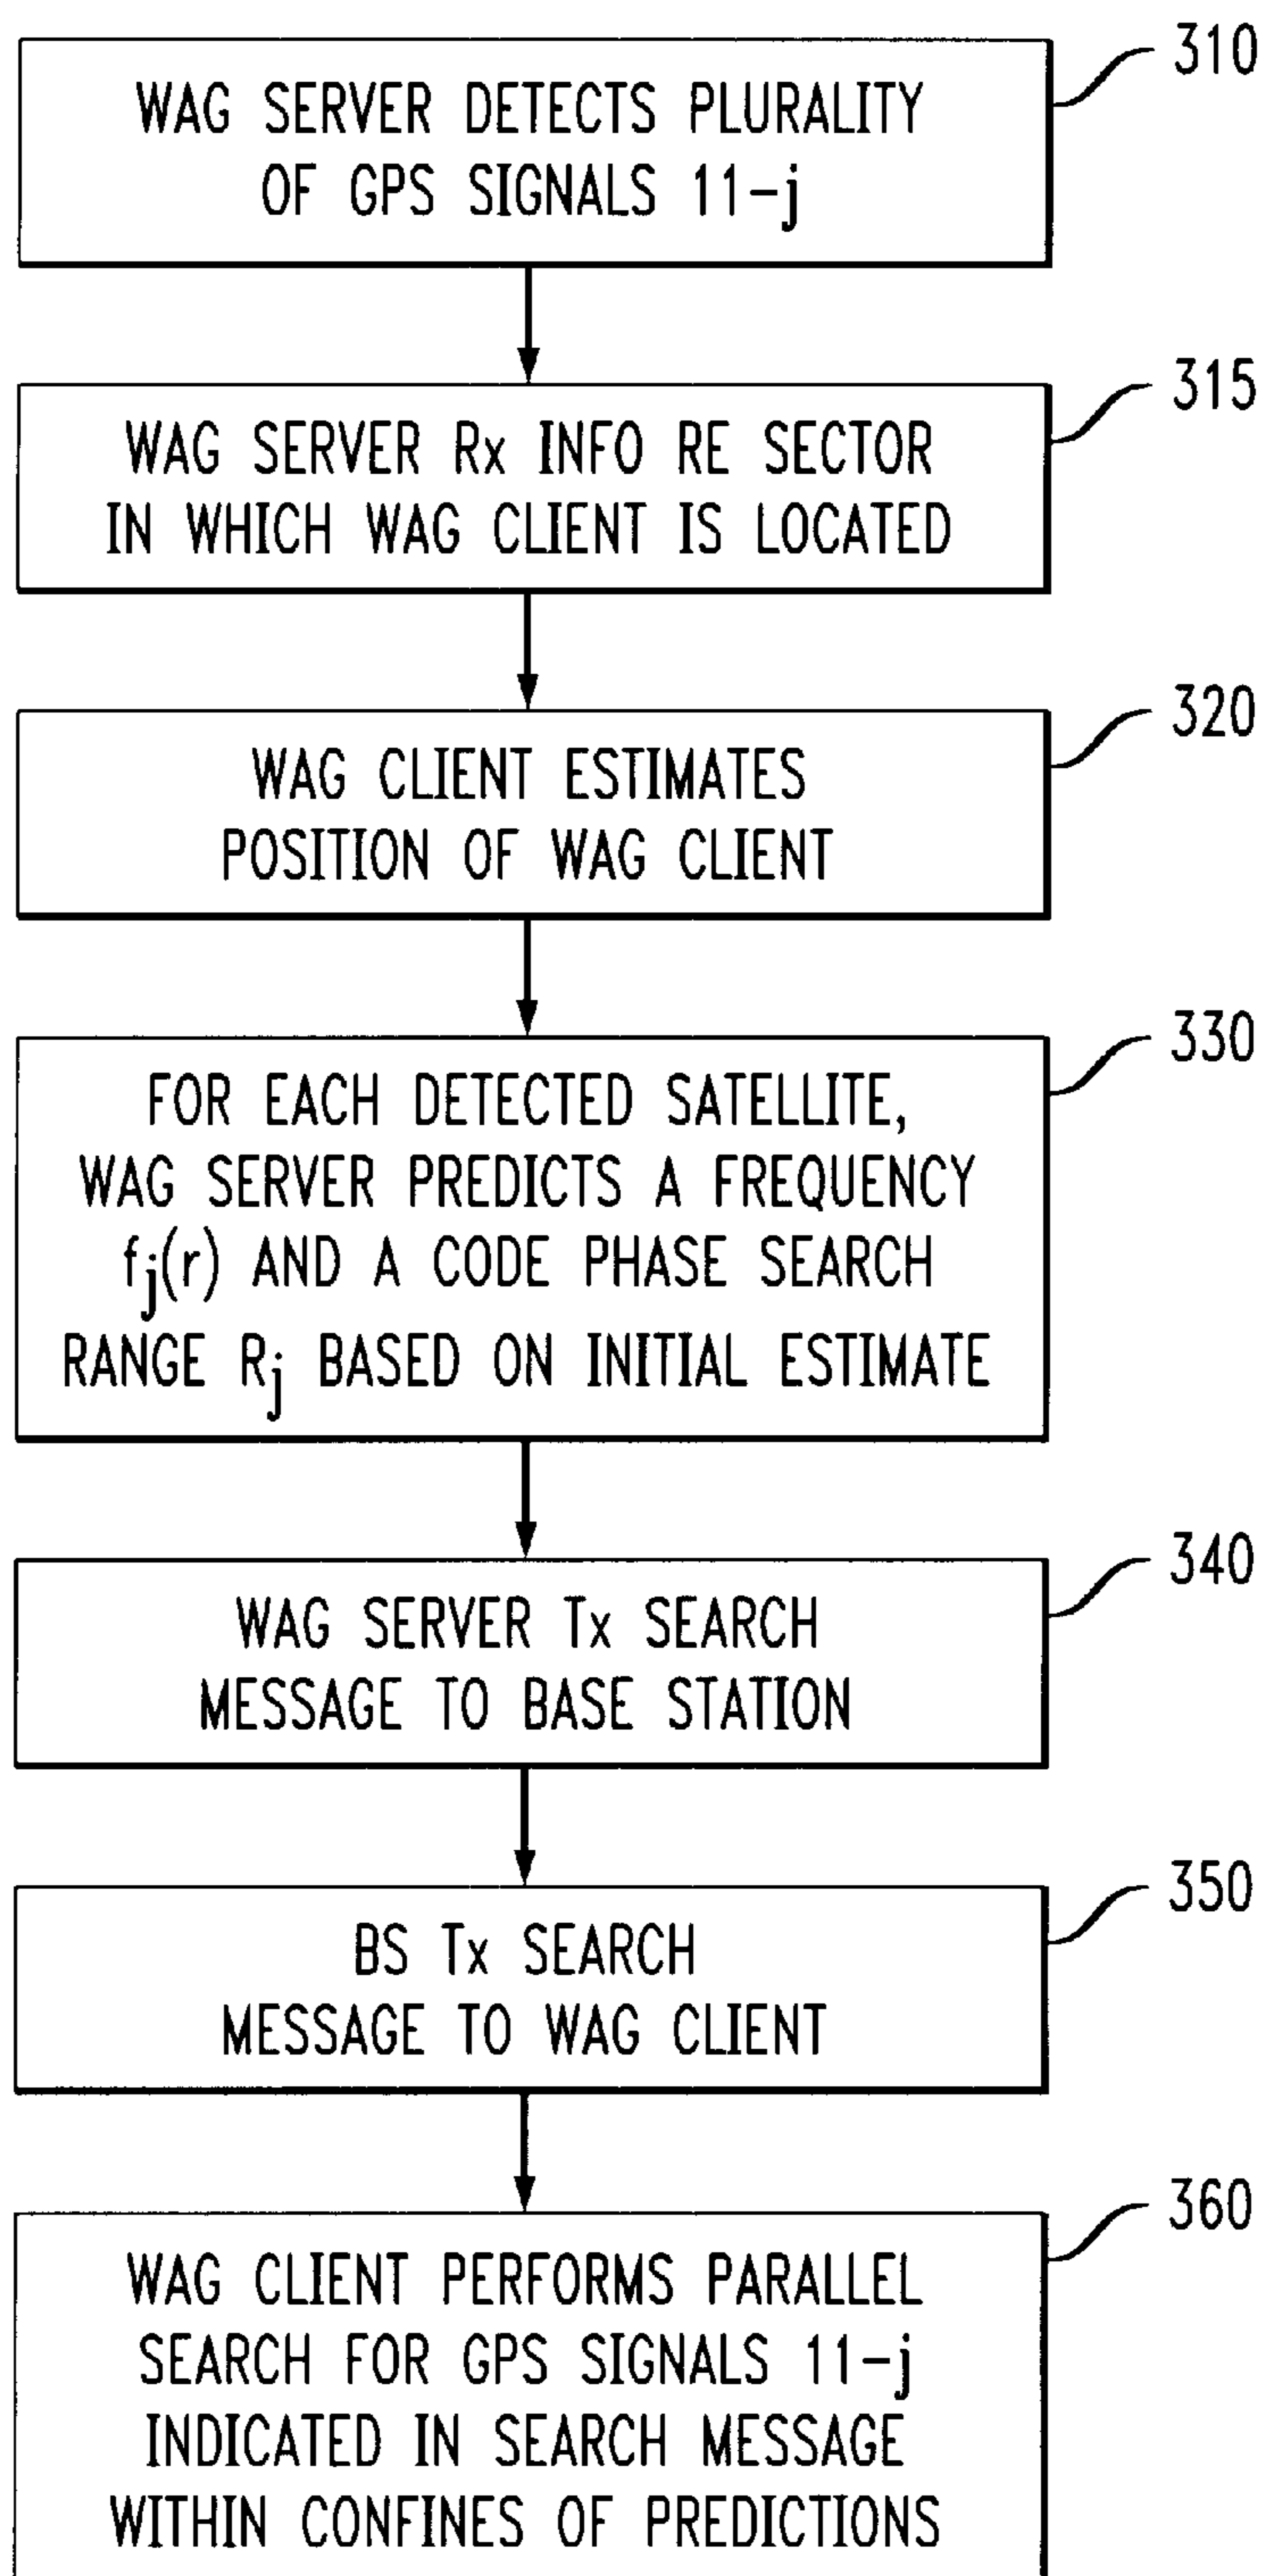 310
WAG SERVER DETECTS PLURALITY
OF GPS SIGNALS 11-j
315
WAG SERVER Rx INFO RE SECTOR
IN WHICH WAG CLIENT IS LOCATED
320
WAG CLIENT ESTIMATES
POSITION OF WAG CLIENT
330
FOR EACH DETECTED SATELLITE,
WAG SERVER PREDICTS A FREQUENCY
fj(r) AND A CODE PHASE SEARCH
RANGE Rj BASED ON INITIAL ESTIMATE
340
WAG SERVER Tx SEARCH
MESSAGE TO BASE STATION
350
BS Tx SEARCH
MESSAGE TO WAG CLIENT
360
WAG CLIENT PERFORMS PARALLEL
SEARCH FOR GPS SIGNALS 11-j
INDICATED IN SEARCH MESSAGE
WITHIN CONFINES OF PREDICTIONS